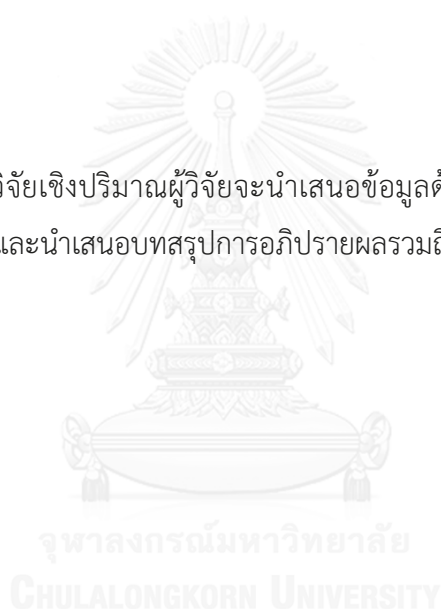 วิจัยเชิงปริมาณผู้วิจัยจะนำเสนอข้อมูลด้
และนำเสนอบทสรุปการอภิปรายผลรวมถึ
จุฬาลงกรณ์มหาวิทยาลัย
CHULALONGKORN UNIVERSITY